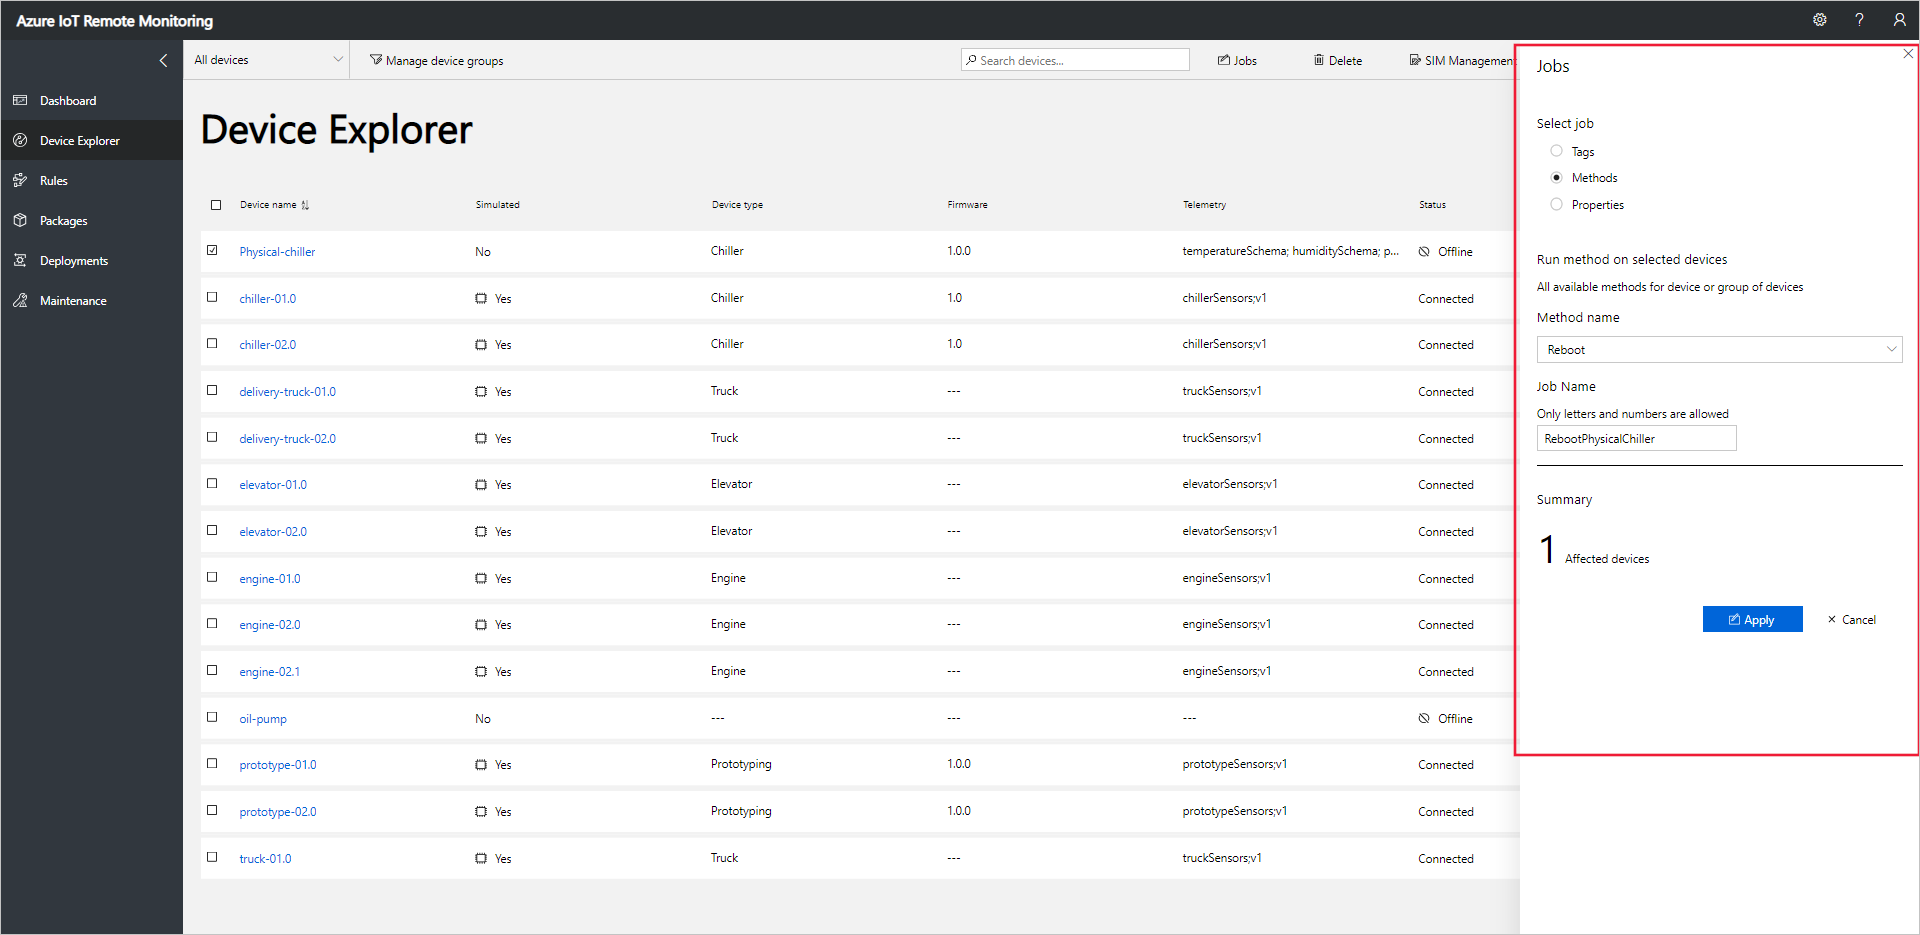 Azure IoT Remote Monitoring
?
All devices
Manage device groups
Search devices...
Jobs
Delete
SIM Management
Dashboard
Device Explorer
Rules
Packages
Deployments
Maintenance
Device Explorer
Device name Simulated Device type Firmware Telemetry Status
Physical-chiller No Chiller 1.0.0 temperatureSchema; humiditySchema; p... Offline
chiller-01.0 Yes Chiller 1.0 chillerSensors;v1 Connected
chiller-02.0 Yes Chiller 1.0 chillerSensors;v1 Connected
delivery-truck-01.0 Yes Truck --- truckSensors;v1 Connected
delivery-truck-02.0 Yes Truck --- truckSensors;v1 Connected
elevator-01.0 Yes Elevator --- elevatorSensors;v1 Connected
elevator-02.0 Yes Elevator --- elevatorSensors;v1 Connected
engine-01.0 Yes Engine --- engineSensors;v1 Connected
engine-02.0 Yes Engine --- engineSensors;v1 Connected
engine-02.1 Yes Engine --- engineSensors;v1 Connected
oil-pump No --- --- --- Offline
prototype-01.0 Yes Prototyping 1.0.0 prototypeSensors;v1 Connected
prototype-02.0 Yes Prototyping 1.0.0 prototypeSensors;v1 Connected
truck-01.0 Yes Truck --- truckSensors;v1 Connected
Jobs
Select job
Tags
Methods
Properties
Run method on selected devices
All available methods for device or group of devices
Method name
Reboot
Job Name
Only letters and numbers are allowed
RebootPhysicalChiller
Summary
1 Affected devices
Apply
Cancel